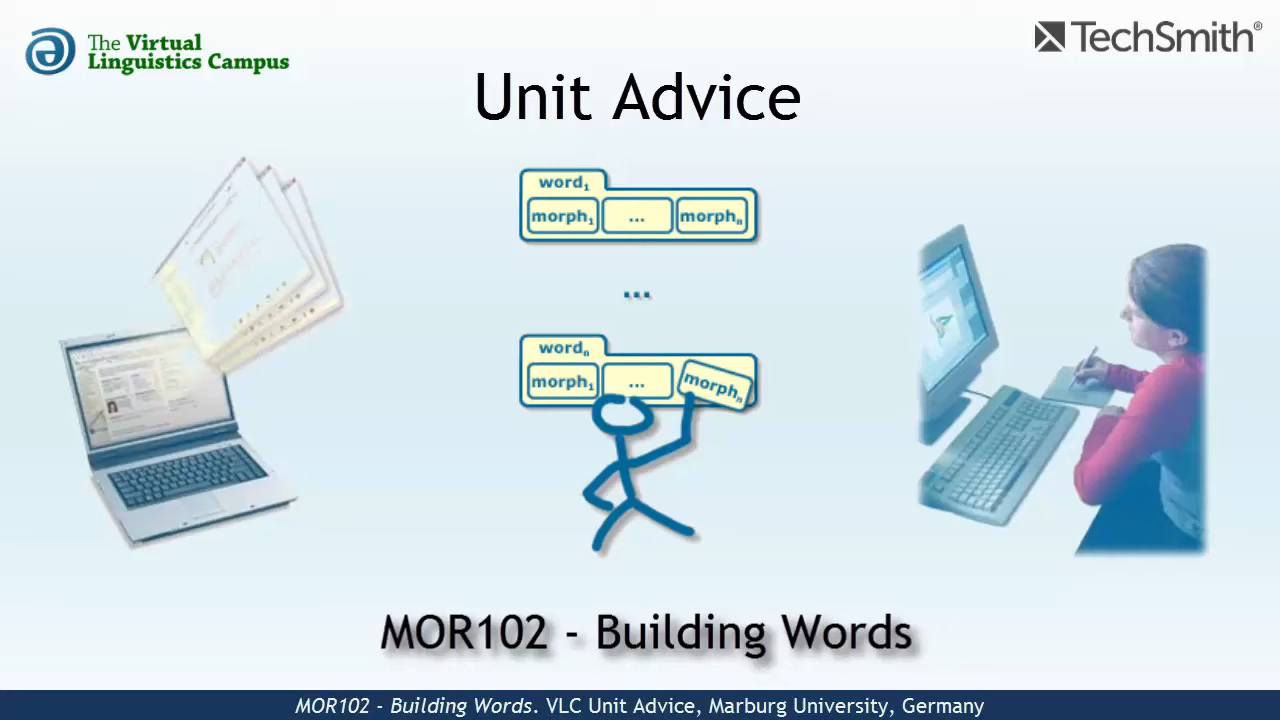 The Virtual
Linguistics Campus
TechSmith®
Unit Advice
word₁
morph₁ ... morphₙ
...
wordₙ
morph₁ ... morphₙ
MOR102 - Building Words
MOR102 - Building Words. VLC Unit Advice, Marburg University, Germany